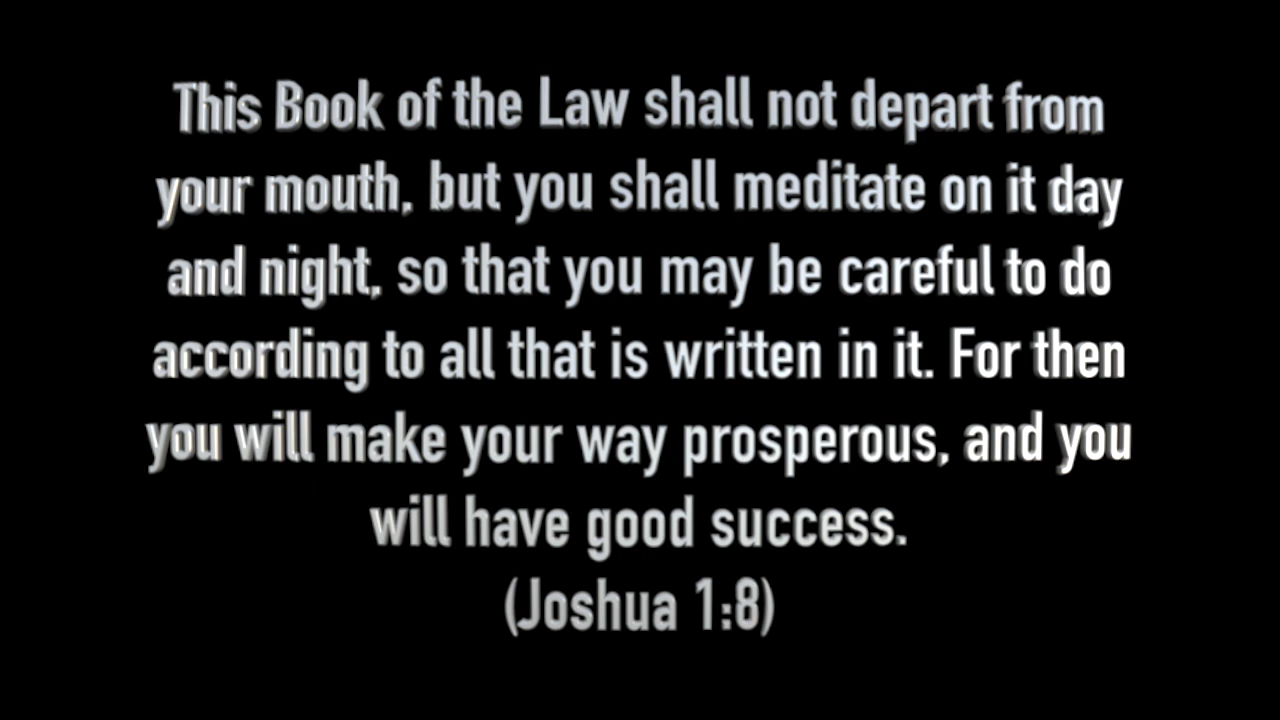 This Book of the Law shall not depart from
your mouth, but you shall meditate on it day
and night, so that you may be careful to do
according to all that is written in it. For then
you will make your way prosperous, and you
will have good success.
(Joshua 1:8)